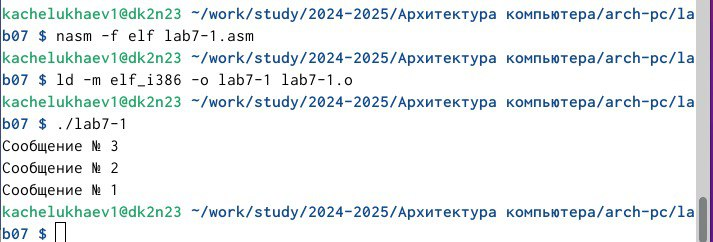 kachelukhaev1@dk2n23 ~/work/study/2024-2025/Архитектура компьютера/arch-pc/la
b07 $ nasm -f elf lab7-1.asm
kachelukhaev1@dk2n23 ~/work/study/2024-2025/Архитектура компьютера/arch-pc/la
b07 $ ld -m elf_i386 -o lab7-1 lab7-1.o
kachelukhaev1@dk2n23 ~/work/study/2024-2025/Архитектура компьютера/arch-pc/la
b07 $ ./lab7-1
Сообщение № 3
Сообщение № 2
Сообщение № 1
kachelukhaev1@dk2n23 ~/work/study/2024-2025/Архитектура компьютера/arch-pc/la
b07 $